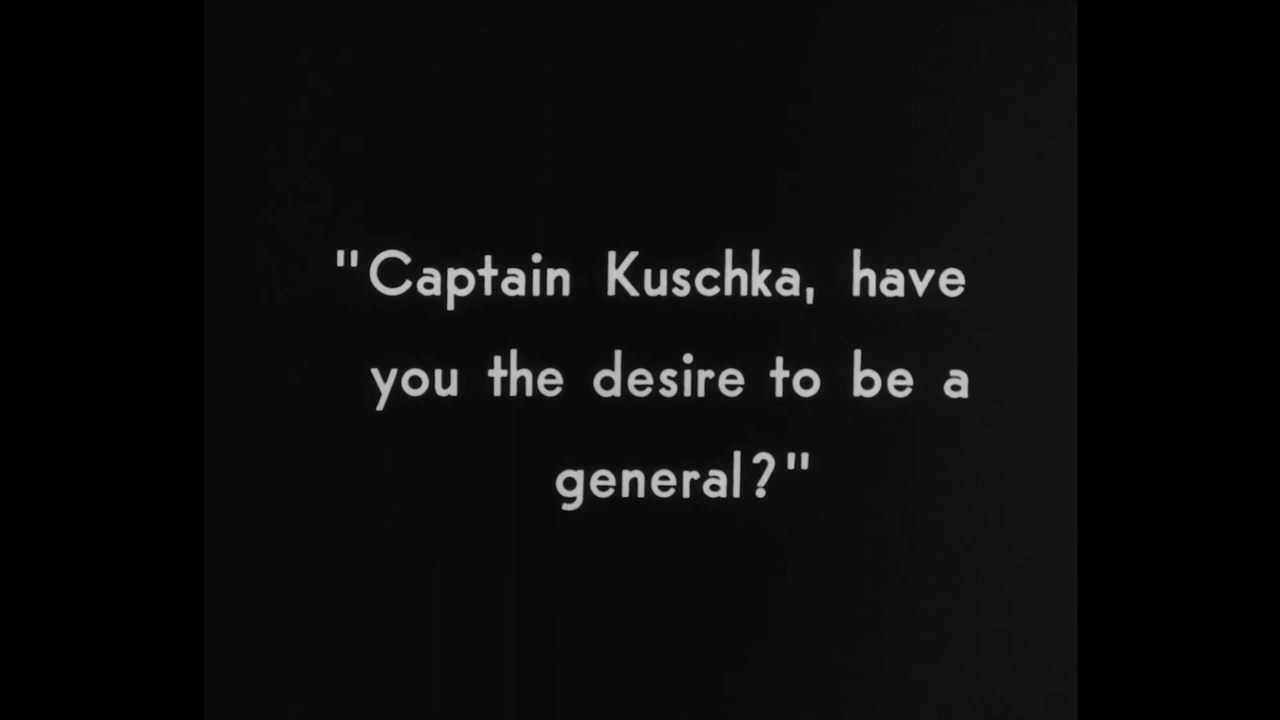 "Captain Kuschka, have
you the desire to be a
general?"